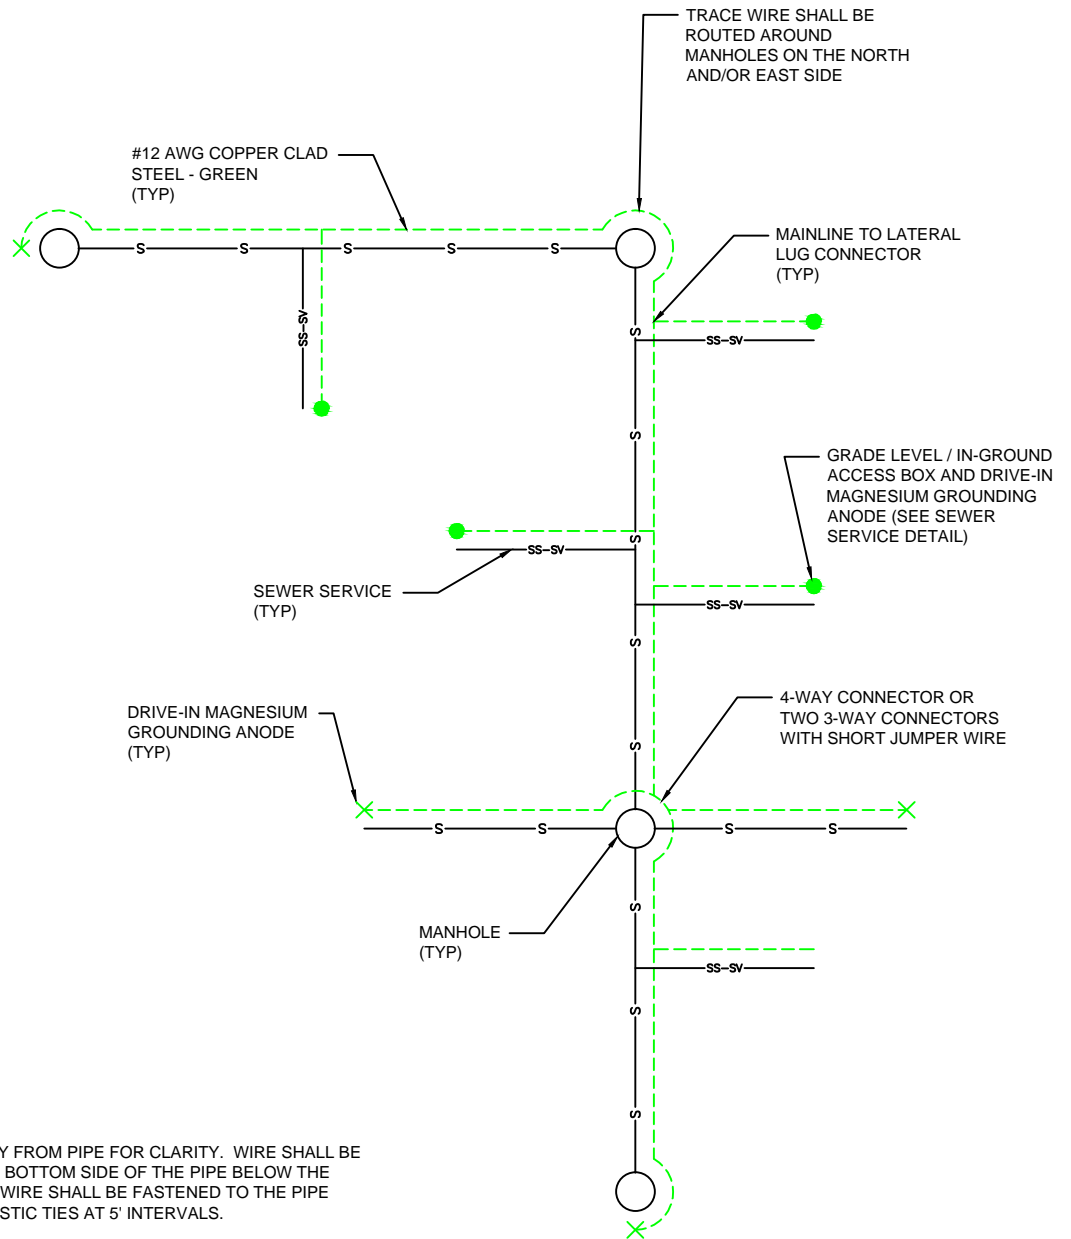 TRACE WIRE SHALL BE
ROUTED AROUND
MANHOLES ON THE NORTH
AND/OR EAST SIDE
#12 AWG COPPER CLAD
STEEL - GREEN
(TYP)
MAINLINE TO LATERAL
LUG CONNECTOR
(TYP)
S S S S S
S
SS-SV
SS-SV
S
GRADE LEVEL / IN-GROUND
ACCESS BOX AND DRIVE-IN
MAGNESIUM GROUNDING
ANODE (SEE SEWER
SERVICE DETAIL)
S
SS-SV
SEWER SERVICE
(TYP)
SS-SV
S
4-WAY CONNECTOR OR
TWO 3-WAY CONNECTORS
WITH SHORT JUMPER WIRE
DRIVE-IN MAGNESIUM
GROUNDING ANODE
(TYP)
S
S S S S
S
MANHOLE
(TYP)
SS-SV
S
S
Y FROM PIPE FOR CLARITY. WIRE SHALL BE
BOTTOM SIDE OF THE PIPE BELOW THE
WIRE SHALL BE FASTENED TO THE PIPE
STIC TIES AT 5' INTERVALS.